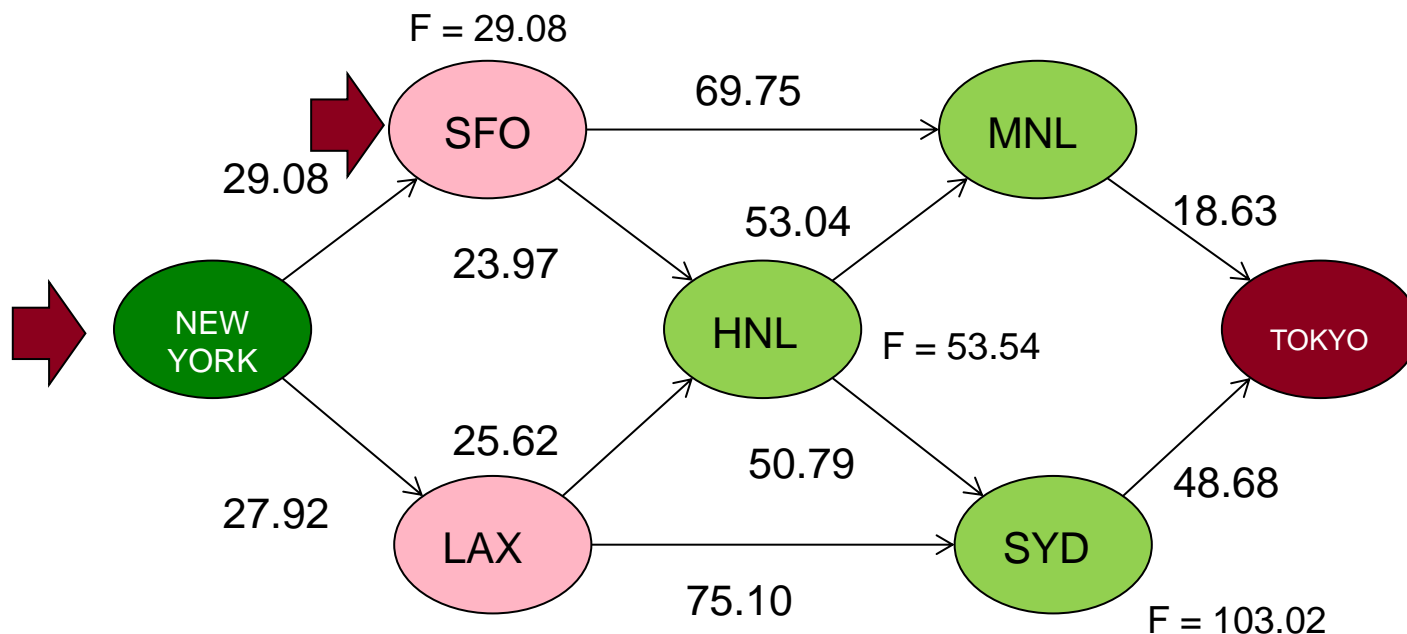 F = 29.08
69.75
SFO
MNL
29.08
53.04
18.63
23.97
NEW
YORK
HNL
F = 53.54
TOKYO
25.62
50.79
27.92
48.68
LAX
SYD
75.10
F = 103.02